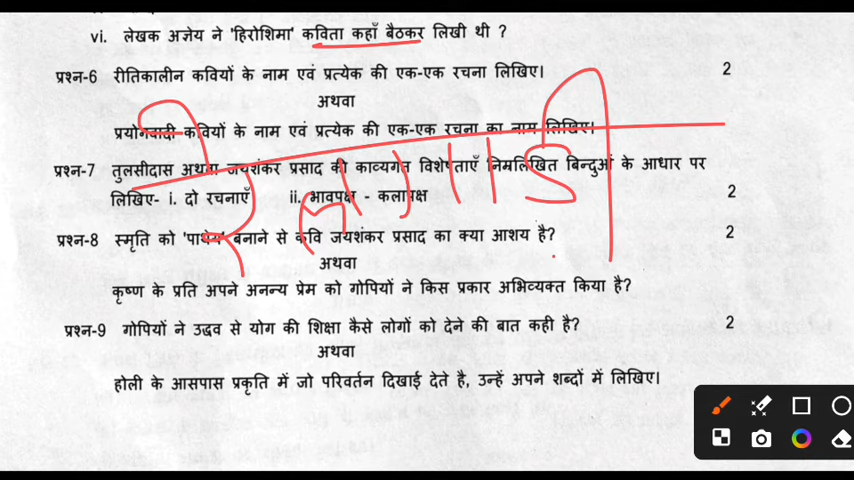 vi. लेखक अज्ञेय ने 'हिरोशिमा' कविता कहाँ बैठकर लिखी थी ?
प्रश्न-6 रीतिकालीन कवियों के नाम एवं प्रत्येक की एक-एक रचना लिखिए। 2
अथवा
प्रयोगवादी कवियों के नाम एवं प्रत्येक की एक-एक रचना का नाम लिखिए।
प्रश्न-7 तुलसीदास अथवा जयशंकर प्रसाद की काव्यगत विशेषताएँ निमलिखित बिन्दुओं के आधार पर
लिखिए- i. दो रचनाएँ ii. भावपक्ष - कलापक्ष 2
प्रश्न-8 स्मृति को 'पाथेय' बनाने से कवि जयशंकर प्रसाद का क्या आशय है? 2
अथवा
कृष्ण के प्रति अपने अनन्य प्रेम को गोपियों ने किस प्रकार अभिव्यक्त किया है?
प्रश्न-9 गोपियों ने उद्धव से योग की शिक्षा कैसे लोगों को देने की बात कही है? 2
अथवा
होली के आसपास प्रकृति में जो परिवर्तन दिखाई देते है, उन्हें अपने शब्दों में लिखिए।